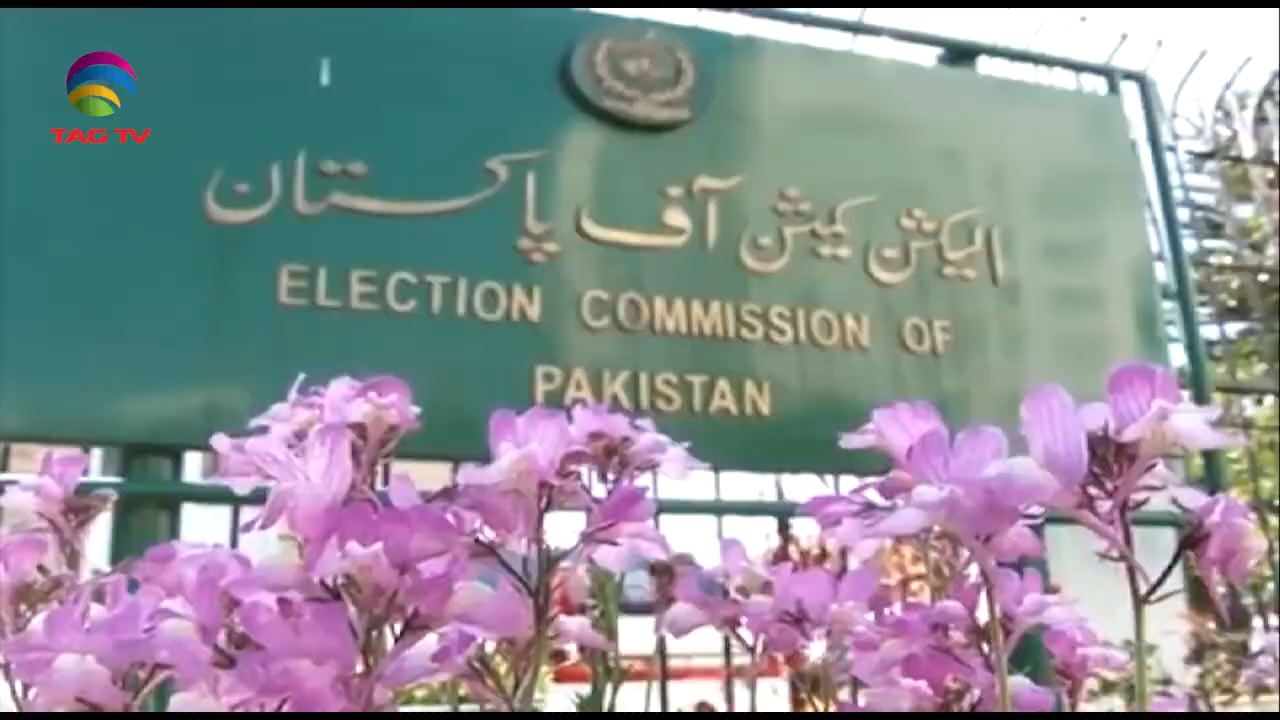 TAG TV
الیکشن کمیشن آف پاکستان
ELECTION COMMISSION OF
PAKISTAN